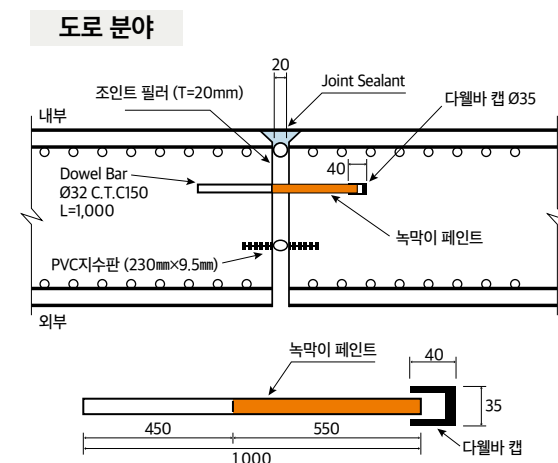 도로 분야
20
조인트 필러 (T=20mm)
Joint Sealant
다웰바 캡 Ø35
내부
40
Dowel Bar
Ø32 C.T.C150
L=1,000
녹막이 페인트
PVC지수판 (230㎜×9.5㎜)
외부
녹막이 페인트
40
35
450
550
다웰바 캡
1000